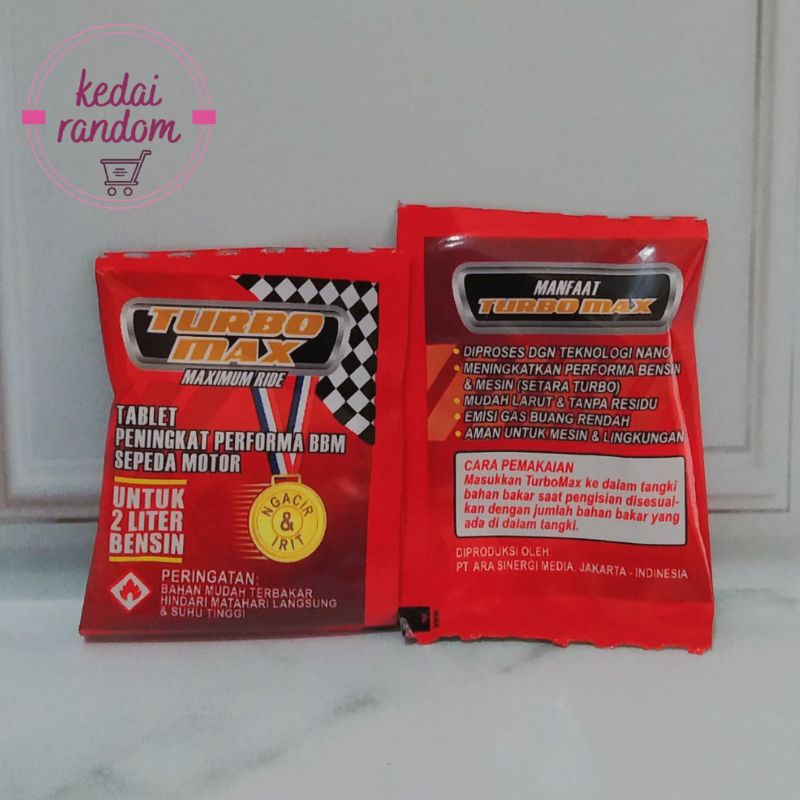 kedai
random
TURBO
MAX
MAXIMUM RIDE
TABLET
PENINGKAT PERFORMA BBM
SEPEDA MOTOR
UNTUK
2 LITER
BENSIN
NGACIR
&
IRIT
PERINGATAN:
BAHAN MUDAH TERBAKAR
HINDARI MATAHARI LANGSUNG
& SUHU TINGGI
MANFAAT
TURBO MAX
• DIPROSES DGN TEKNOLOGI NANO
• MENINGKATKAN PERFORMA BENSIN
& MESIN (SETARA TURBO)
• MUDAH LARUT & TANPA RESIDU
• EMISI GAS BUANG RENDAH
• AMAN UNTUK MESIN & LINGKUNGAN
CARA PEMAKAIAN
Masukkan TurboMax ke dalam tangki
bahan bakar saat pengisian disesuai-
kan dengan jumlah bahan bakar yang
ada di dalam tangki.
DIPRODUKSI OLEH:
PT ARA SINERGI MEDIA, JAKARTA - INDINESIA